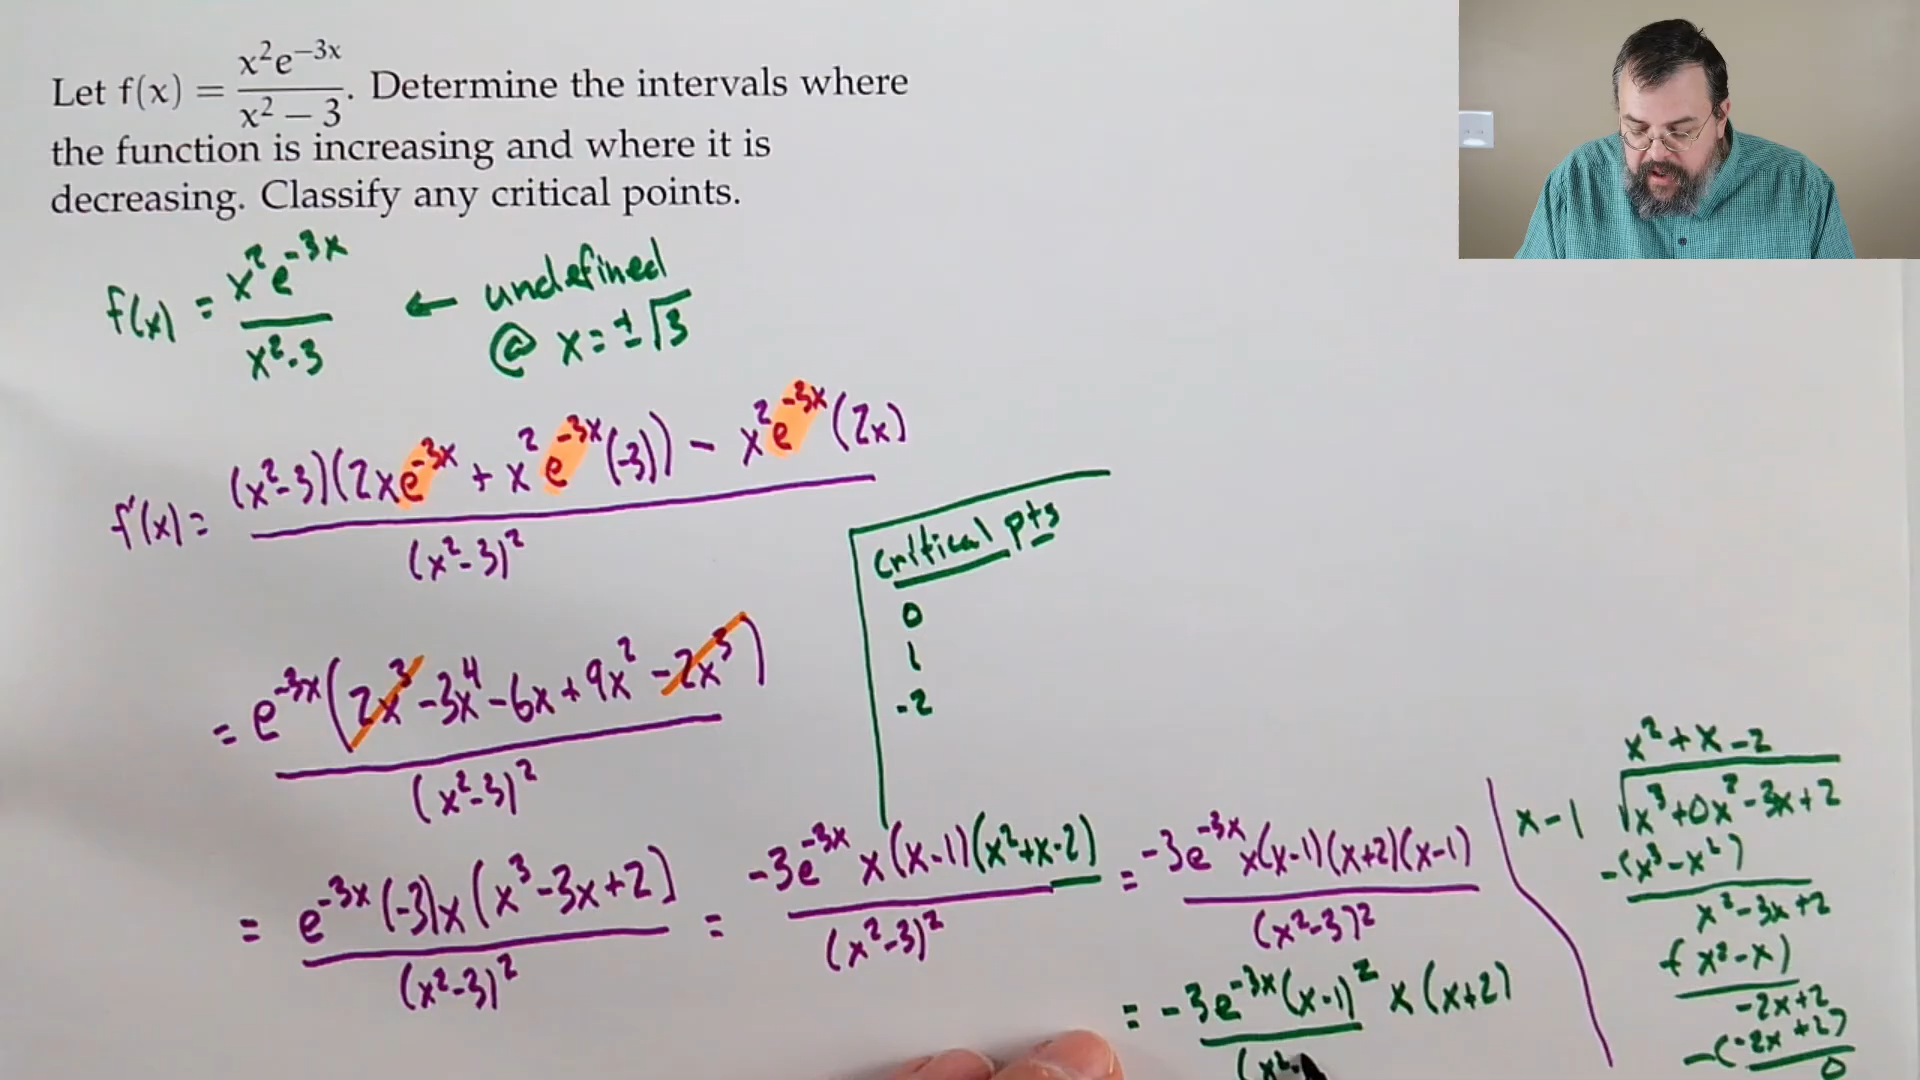 Let f(x) = x²e⁻³ˣ / (x² − 3). Determine the intervals where
the function is increasing and where it is
decreasing. Classify any critical points.
f(x) = x²e⁻³ˣ / (x²-3) ← undefined
@ x = ±√3
f'(x) = ((x²-3)(2xe⁻³ˣ + x²e⁻³ˣ(-3)) - x²e⁻³ˣ(2x)) / (x²-3)²
= e⁻³ˣ(2x³ - 3x⁴ - 6x + 9x² - 2x³) / (x²-3)²
critical pts
0
1
-2
= e⁻³ˣ(-3)x(x³-3x+2) / (x²-3)² = -3e⁻³ˣ x(x-1)(x²+x-2) / (x²-3)² = -3e⁻³ˣ x(x-1)(x+2)(x-1) / (x²-3)²
= -3e⁻³ˣ(x-1)² x(x+2) / (x²-
x²+x-2
x-1 √x³+0x²-3x+2
-(x³-x²)
x²-3x+2
-(x²-x)
-2x+2
-(-2x+2)
0